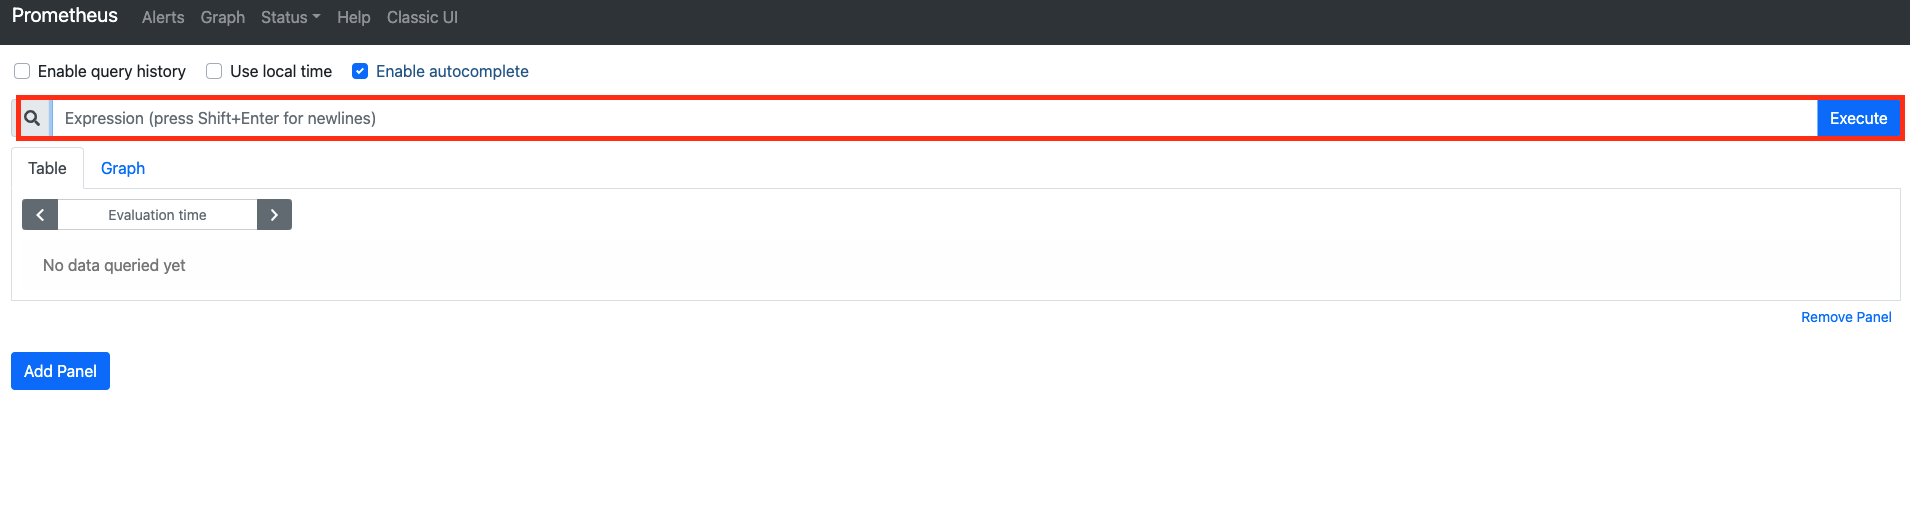 Prometheus Alerts Graph Status Help Classic UI
Enable query history Use local time Enable autocomplete
Expression (press Shift+Enter for newlines) Execute
Table Graph
Evaluation time
No data queried yet
Remove Panel
Add Panel